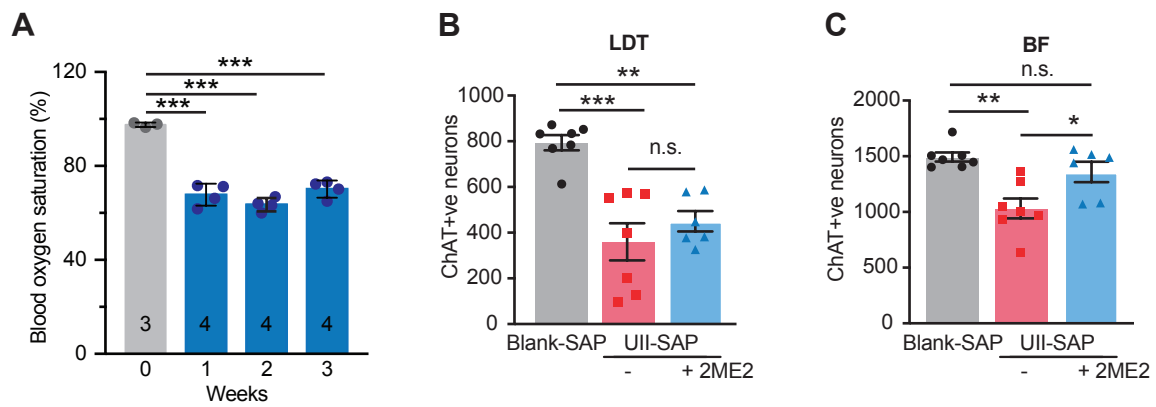 A
Blood oxygen saturation (%)
120
80
40
0
***
***
***
3
4
4
4
0 1 2 3
Weeks
B
LDT
ChAT+ve neurons
1000
800
600
400
200
0
**
***
n.s.
Blank-SAP UII-SAP
- + 2ME2
C
BF
ChAT+ve neurons
2000
1500
1000
500
0
n.s.
**
*
Blank-SAP UII-SAP
- + 2ME2